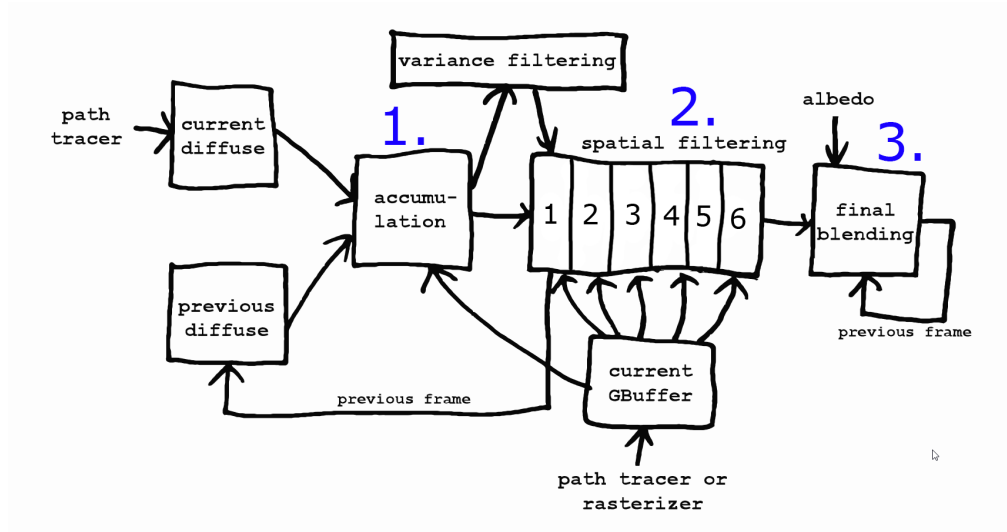 variance filtering
path
tracer
current
diffuse
1.
2.
spatial filtering
albedo
3.
accumu-
lation
1 2 3 4 5 6
final
blending
previous
diffuse
previous frame
current
GBuffer
previous frame
path tracer or
rasterizer